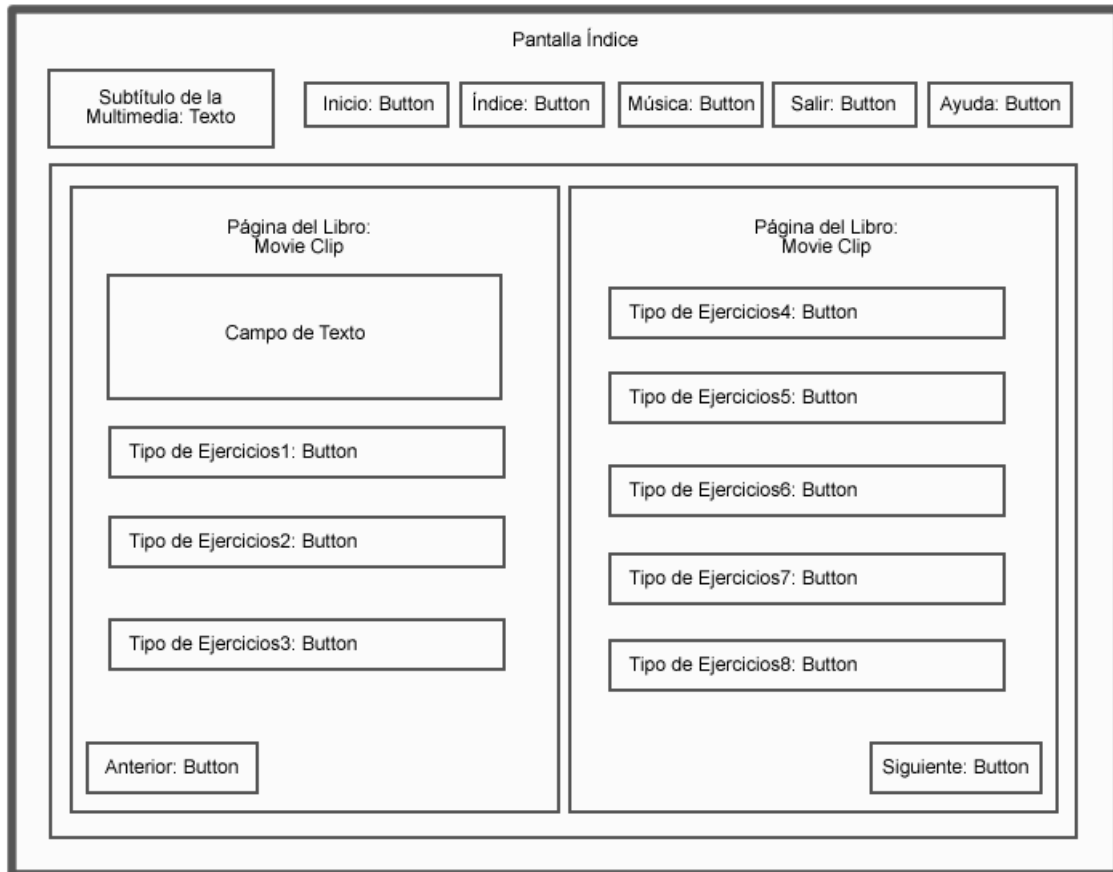 Pantalla Índice
Subtítulo de la
Multimedia: Texto
Inicio: Button
Índice: Button
Música: Button
Salir: Button
Ayuda: Button
Página del Libro:
Movie Clip
Campo de Texto
Tipo de Ejercicios1: Button
Tipo de Ejercicios2: Button
Tipo de Ejercicios3: Button
Anterior: Button
Página del Libro:
Movie Clip
Tipo de Ejercicios4: Button
Tipo de Ejercicios5: Button
Tipo de Ejercicios6: Button
Tipo de Ejercicios7: Button
Tipo de Ejercicios8: Button
Siguiente: Button